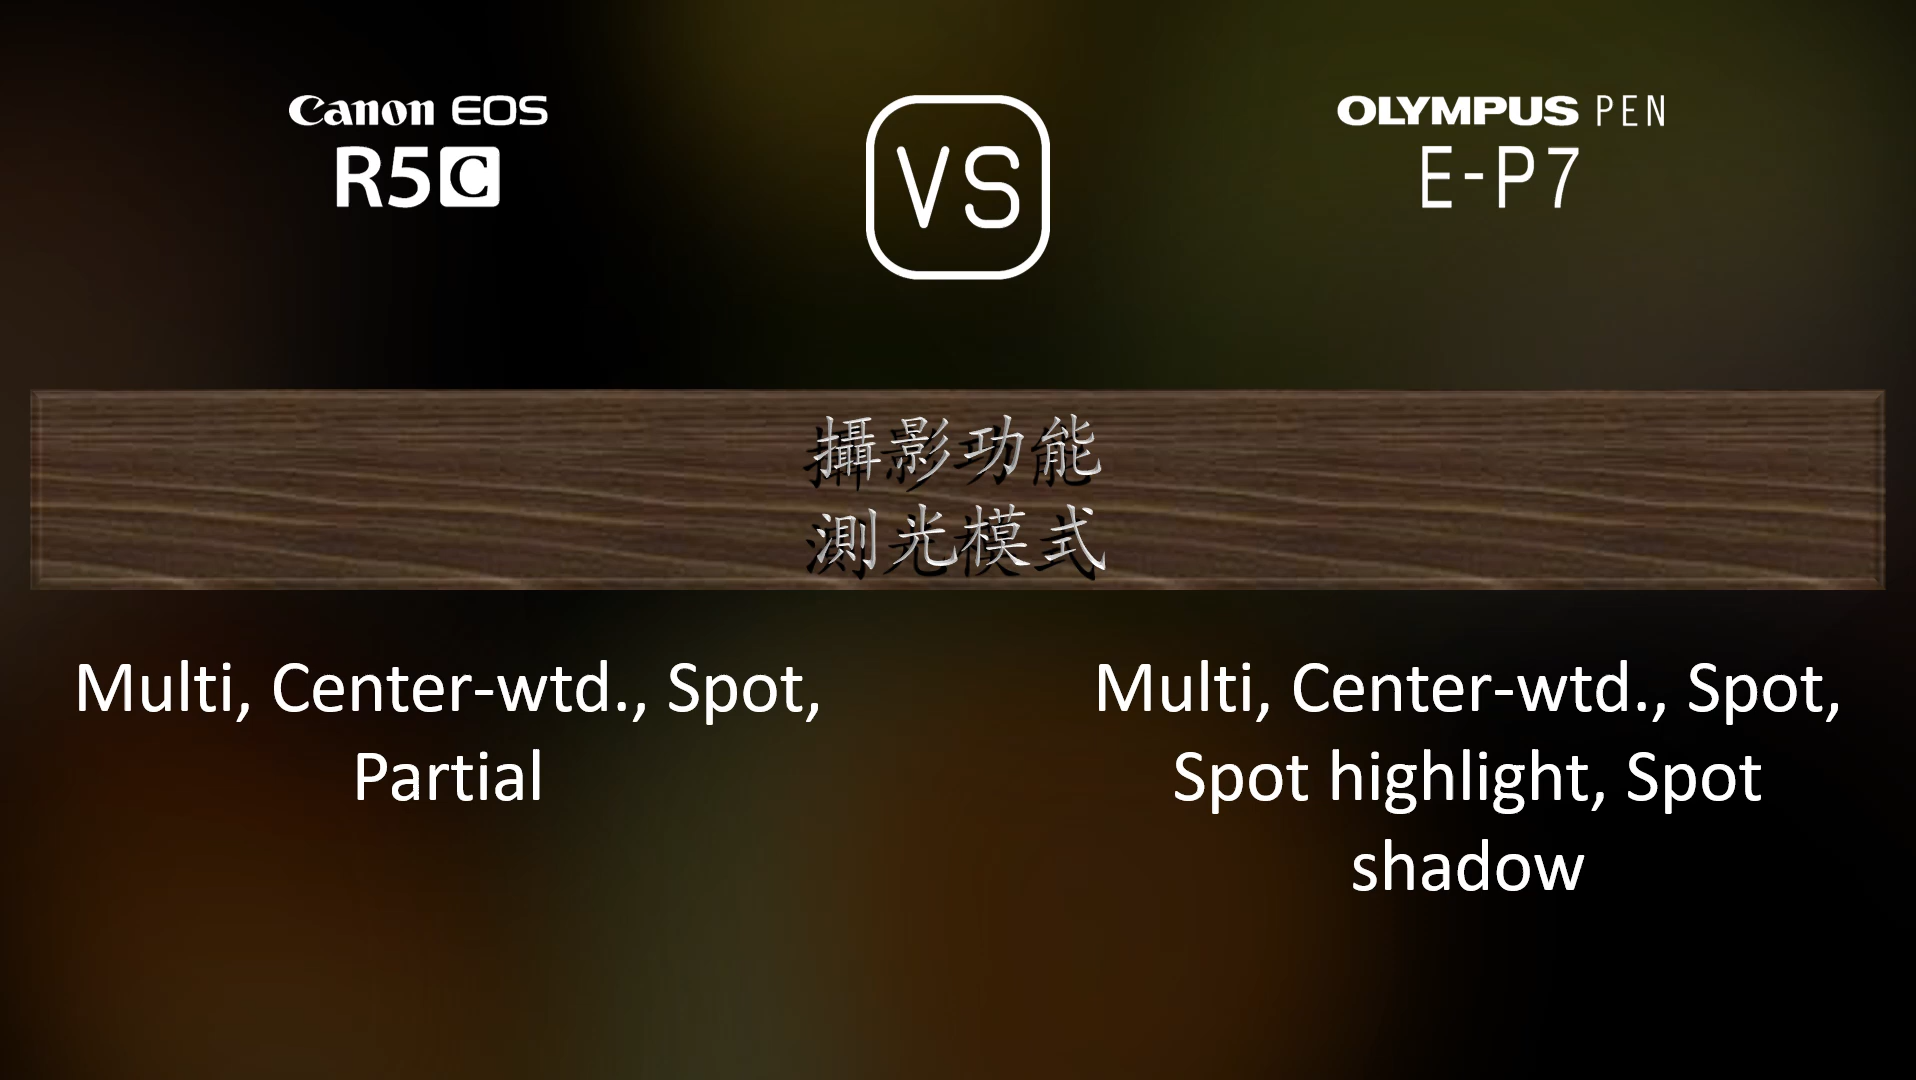 Canon EOS
R5 C
VS
OLYMPUS PEN
E-P7
攝影功能
測光模式
Multi, Center-wtd., Spot,
Partial
Multi, Center-wtd., Spot,
Spot highlight, Spot
shadow